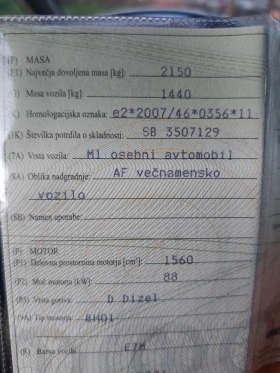 (F) MASA
(F1) Največja dovoljena masa [kg]: 2150
(G) Masa vozila [kg]: 1440
(K) Homologacijska oznaka: e2*2007/46*0356*11
(1K) Številka potrdila o skladnosti: SB 3507129
(7A) Vrsta vozila: M1 osebni avtomobil
(8A) Oblika nadgradnje: AF večnamensko
vozilo
(8B) Namen uporabe:
(P) MOTOR
(P1) Delovna prostornina motorja [cm³]: 1560
(P2) Moč motorja [kW]: 88
(P3) Vrsta goriva: D Dizel
(9A) Tip motorja: BH01
(R) Barva vozila: